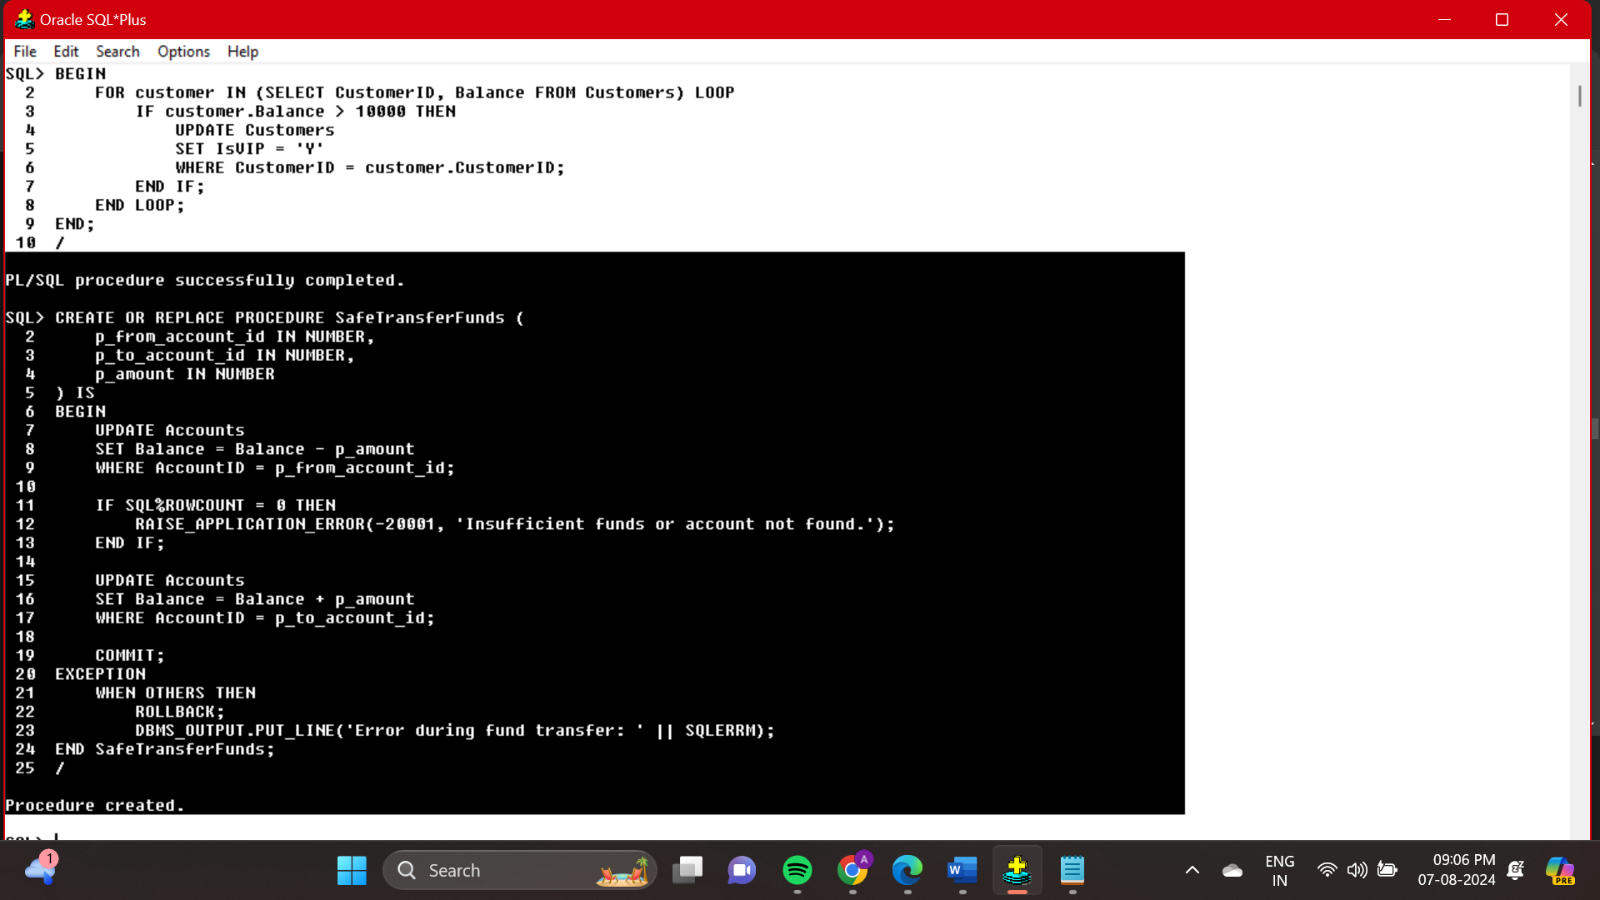 Oracle SQL*Plus
File Edit Search Options Help
SQL> BEGIN
2 FOR customer IN (SELECT CustomerID, Balance FROM Customers) LOOP
3 IF customer.Balance > 10000 THEN
4 UPDATE Customers
5 SET IsVIP = 'Y'
6 WHERE CustomerID = customer.CustomerID;
7 END IF;
8 END LOOP;
9 END;
10 /
PL/SQL procedure successfully completed.
SQL> CREATE OR REPLACE PROCEDURE SafeTransferFunds (
2 p_from_account_id IN NUMBER,
3 p_to_account_id IN NUMBER,
4 p_amount IN NUMBER
5 ) IS
6 BEGIN
7 UPDATE Accounts
8 SET Balance = Balance - p_amount
9 WHERE AccountID = p_from_account_id;
10
11 IF SQL%ROWCOUNT = 0 THEN
12 RAISE_APPLICATION_ERROR(-20001, 'Insufficient funds or account not found.');
13 END IF;
14
15 UPDATE Accounts
16 SET Balance = Balance + p_amount
17 WHERE AccountID = p_to_account_id;
18
19 COMMIT;
20 EXCEPTION
21 WHEN OTHERS THEN
22 ROLLBACK;
23 DBMS_OUTPUT.PUT_LINE('Error during fund transfer: ' || SQLERRM);
24 END SafeTransferFunds;
25 /
Procedure created.
SQL>
1
Search
A
W
ENG
IN
09:06 PM
07-08-2024
PRE